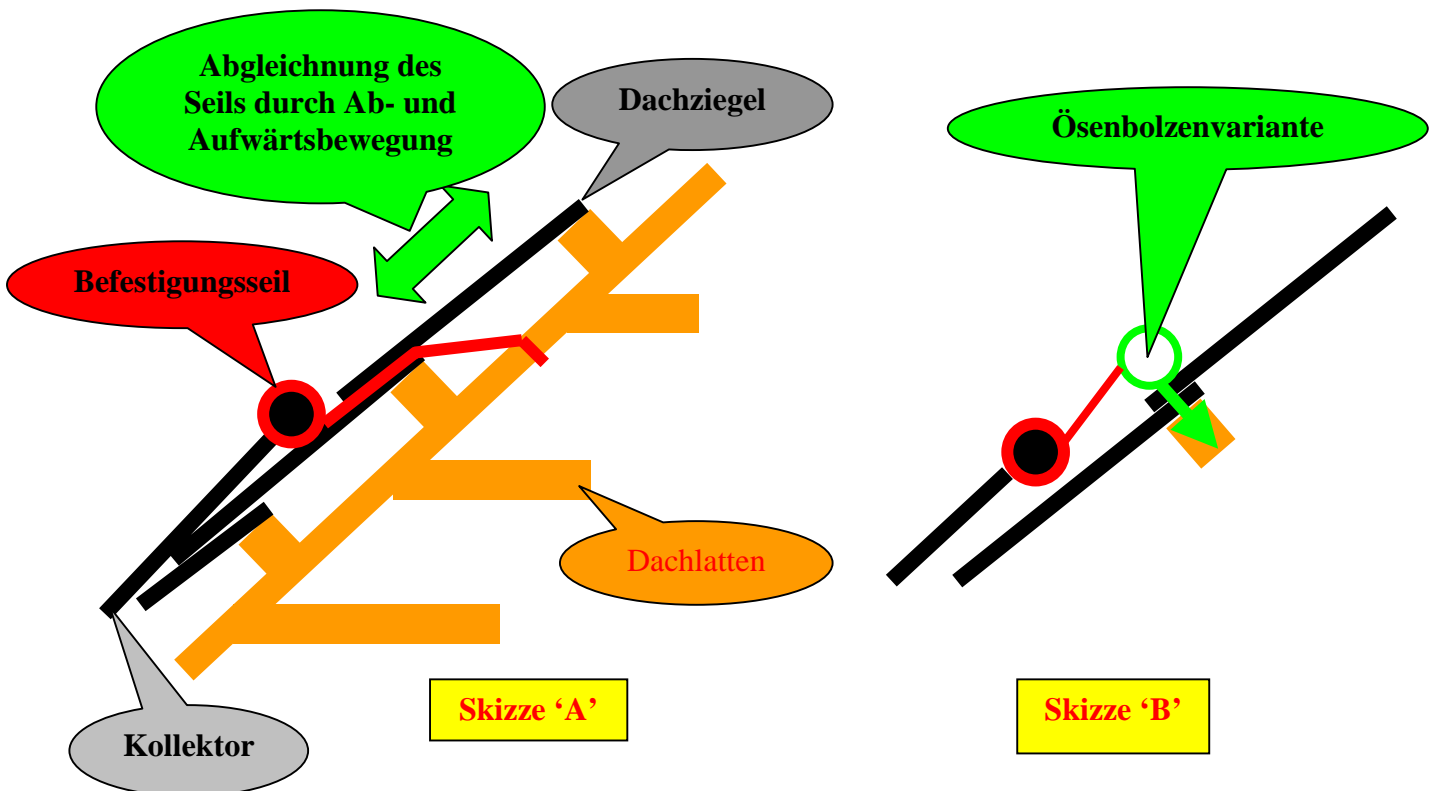 Abgleichnung des
Seils durch Ab- und
Aufwärtsbewegung
Dachziegel
Ösenbolzenvariante
Befestigungsseil
Dachlatten
Skizze ‘A’
Skizze ‘B’
Kollektor